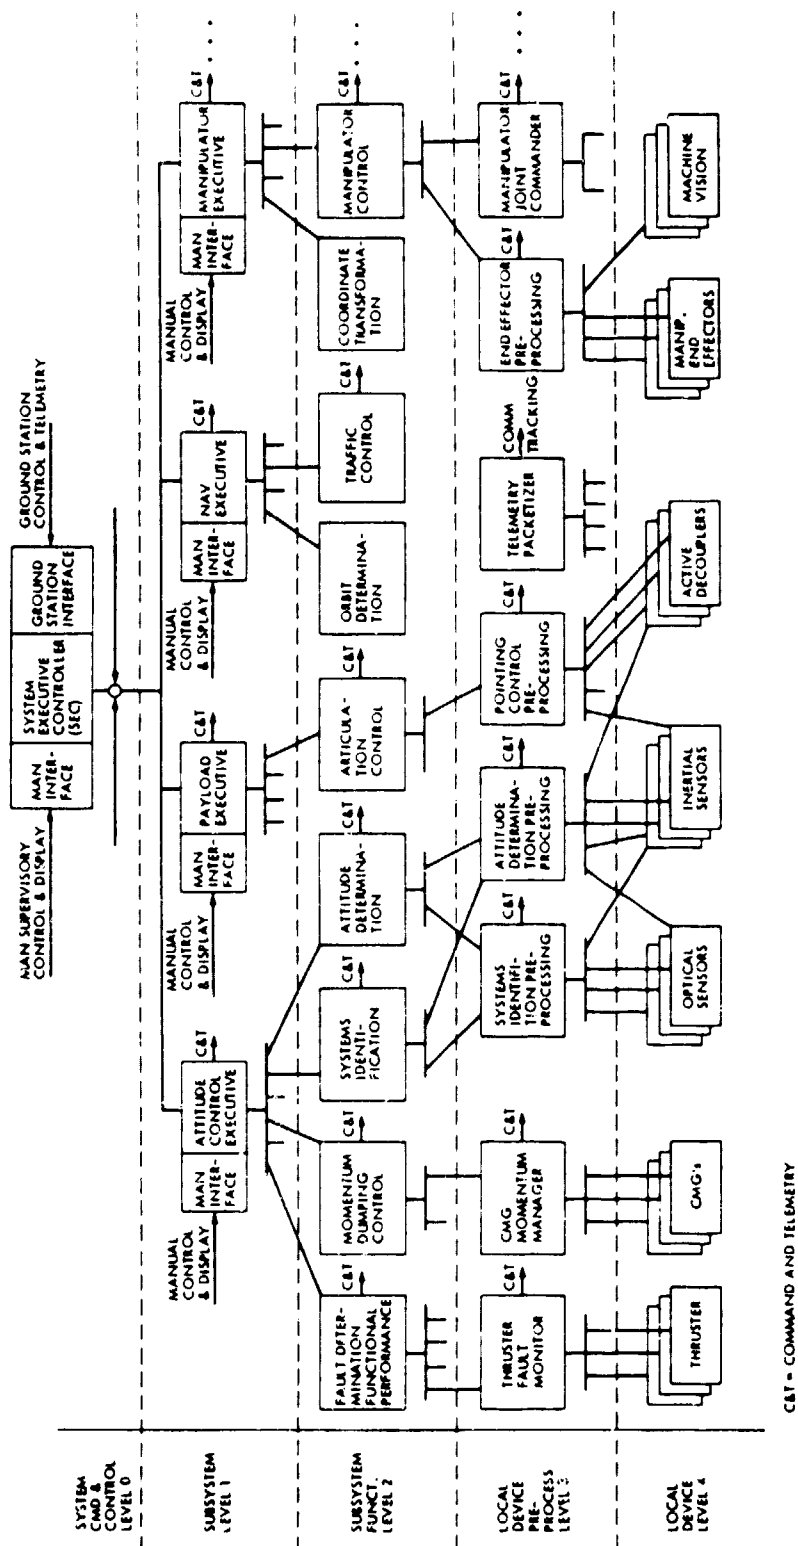 MAN SUPERVISORY
CONTROL & DISPLAY
MAN
INTER-
FACE
SYSTEM
EXECUTIVE
CONTROLLER
(SEC)
GROUND
STATION
INTERFACE
GROUND STATION
CONTROL & TELEMETRY
SYSTEM
CMD &
CONTROL
LEVEL 0
SUBSYSTEM
LEVEL 1
MANUAL
CONTROL
& DISPLAY
MAN
INTER-
FACE
ATTITUDE
CONTROL
EXECUTIVE
C&T
MANUAL
CONTROL
& DISPLAY
MAN
INTER-
FACE
PAYLOAD
EXECUTIVE
C&T
MANUAL
CONTROL
& DISPLAY
MAN
INTER-
FACE
NAV
EXECUTIVE
C&T
MANUAL
CONTROL
& DISPLAY
MAN
INTER-
FACE
MANIPULATOR
EXECUTIVE
C&T
. . .
SUBSYSTEM
FUNCT.
LEVEL 2
FAULT DETER-
MINATION
FUNCTIONAL
PERFORMANCE
C&T
MOMENTUM
DUMPING
CONTROL
C&T
SYSTEMS
IDENTI-
FICATION
C&T
ATTITUDE
DETERMINA-
TION
C&T
ARTICULA-
TION
CONTROL
C&T
ORBIT
DETERMINA-
TION
TRAFFIC
CONTROL
C&T
COORDINATE
TRANSFORMA-
TION
MANIPULATOR
CONTROL
C&T
. . .
LOCAL
DEVICE
PRE-
PROCESS
LEVEL 3
THRUSTER
FAULT
MONITOR
C&T
CMG
MOMENTUM
MANAGER
C&T
SYSTEMS
IDENTIFI-
TION PRE-
PROCESSING
C&T
ATTITUDE
DETERMINA-
TION PRE-
PROCESSING
C&T
POINTING
CONTROL
PRE-
PROCESSING
C&T
TELEMETRY
PACKETIZER
COMM
TRACKING
END EFFECTOR
PRE-
PROCESSING
C&T
MANIPULATOR
JOINT
COMMANDER
C&T
. . .
LOCAL
DEVICE
LEVEL 4
THRUSTER
CMG's
OPTICAL
SENSORS
INERTIAL
SENSORS
ACTIVE
DECOUPLERS
MANIP.
END
EFFECTORS
MACHINE
VISION
C&T = COMMAND AND TELEMETRY